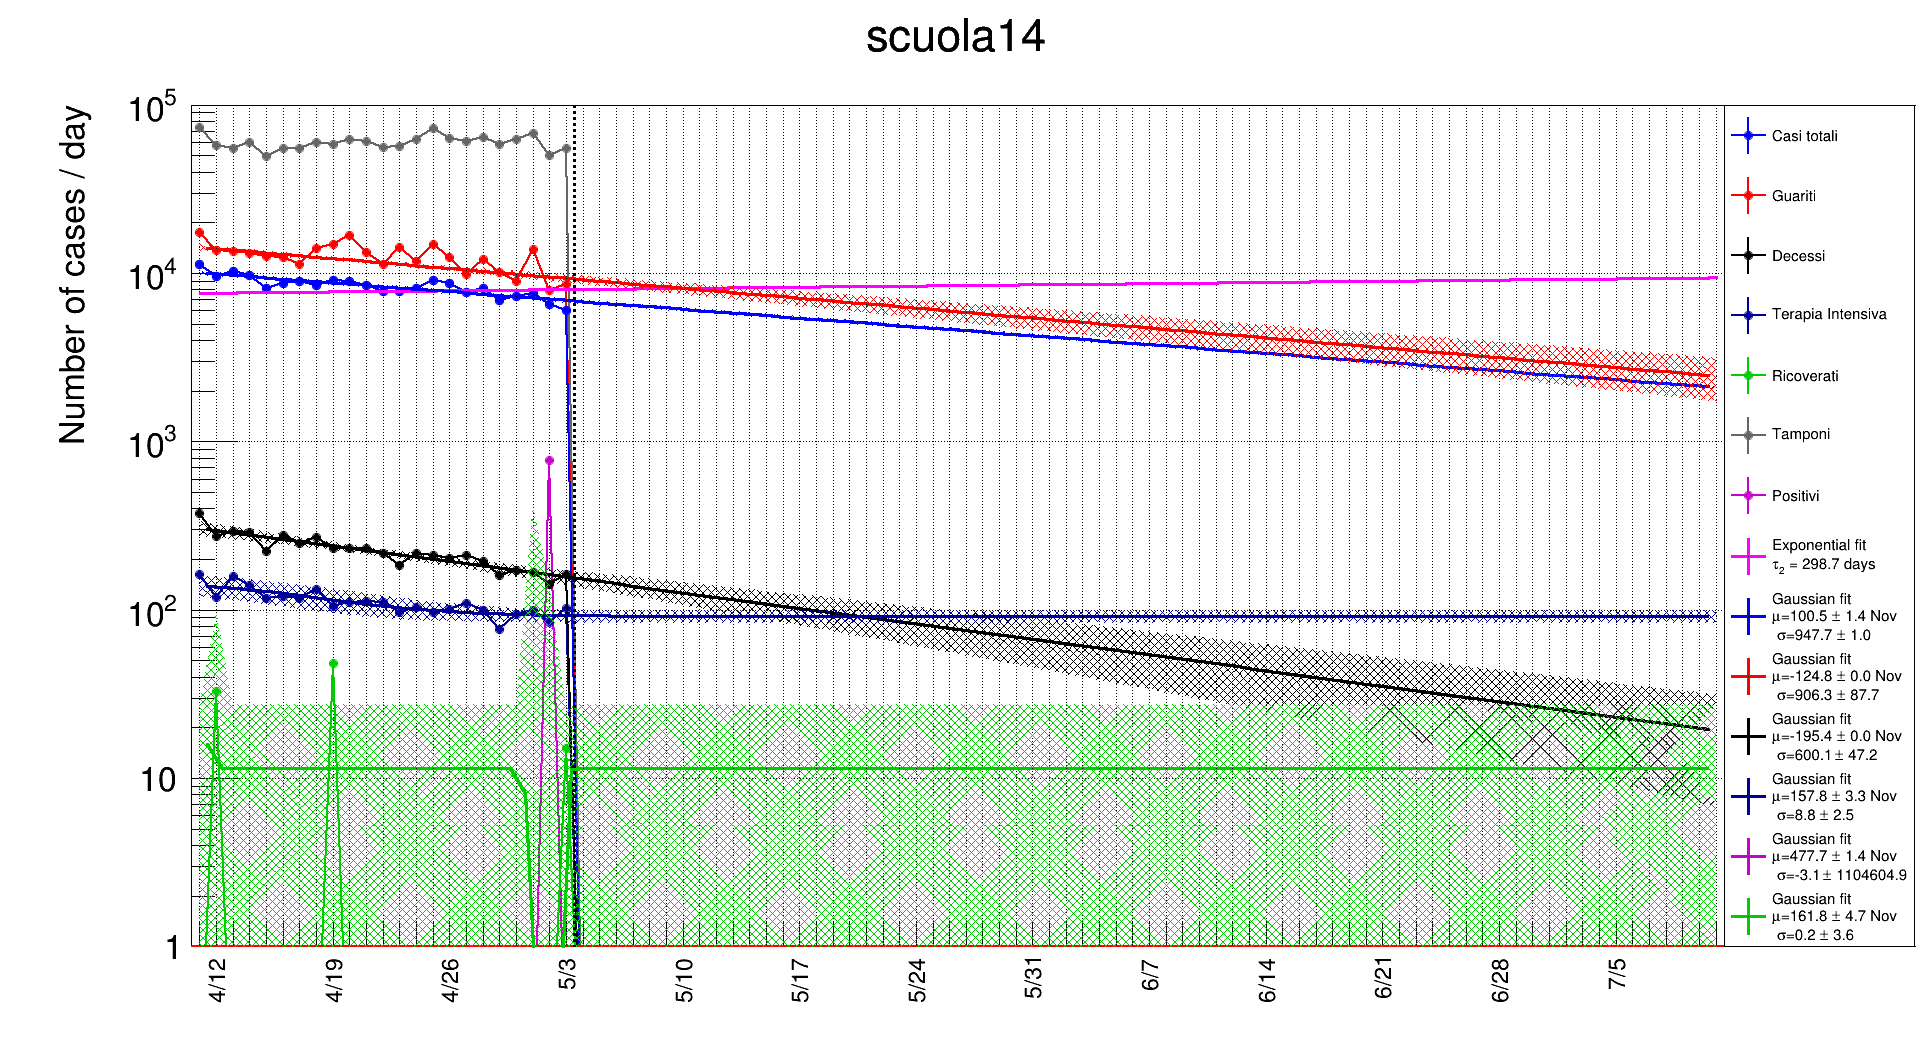 scuola14
Number of cases / day
10^5
10^4
10^3
10^2
10
1
4/12
4/19
4/26
5/3
5/10
5/17
5/24
5/31
6/7
6/14
6/21
6/28
7/5
Casi totali
Guariti
Decessi
Terapia Intensiva
Ricoverati
Tamponi
Positivi
Exponential fit
τ₂ = 298.7 days
Gaussian fit
μ=100.5 ± 1.4 Nov
σ=947.7 ± 1.0
Gaussian fit
μ=-124.8 ± 0.0 Nov
σ=906.3 ± 87.7
Gaussian fit
μ=-195.4 ± 0.0 Nov
σ=600.1 ± 47.2
Gaussian fit
μ=157.8 ± 3.3 Nov
σ=8.8 ± 2.5
Gaussian fit
μ=477.7 ± 1.4 Nov
σ=-3.1 ± 1104604.9
Gaussian fit
μ=161.8 ± 4.7 Nov
σ=0.2 ± 3.6